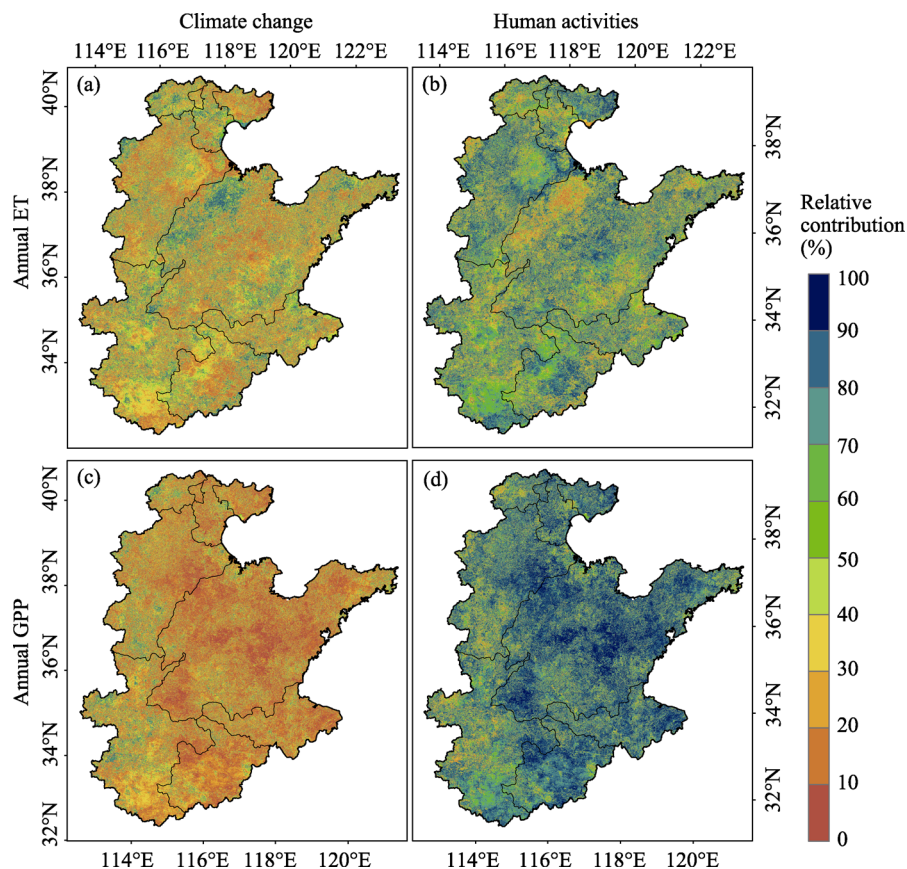 Climate change
Human activities
114°E 116°E 118°E 120°E 122°E
114°E 116°E 118°E 120°E 122°E
(a)
(b)
Annual ET
40°N
38°N
36°N
34°N
38°N
36°N
34°N
32°N
Relative
contribution
(%)
100
90
80
70
60
50
40
30
20
10
0
(c)
(d)
Annual GPP
40°N
38°N
36°N
34°N
32°N
38°N
36°N
34°N
32°N
114°E 116°E 118°E 120°E
114°E 116°E 118°E 120°E